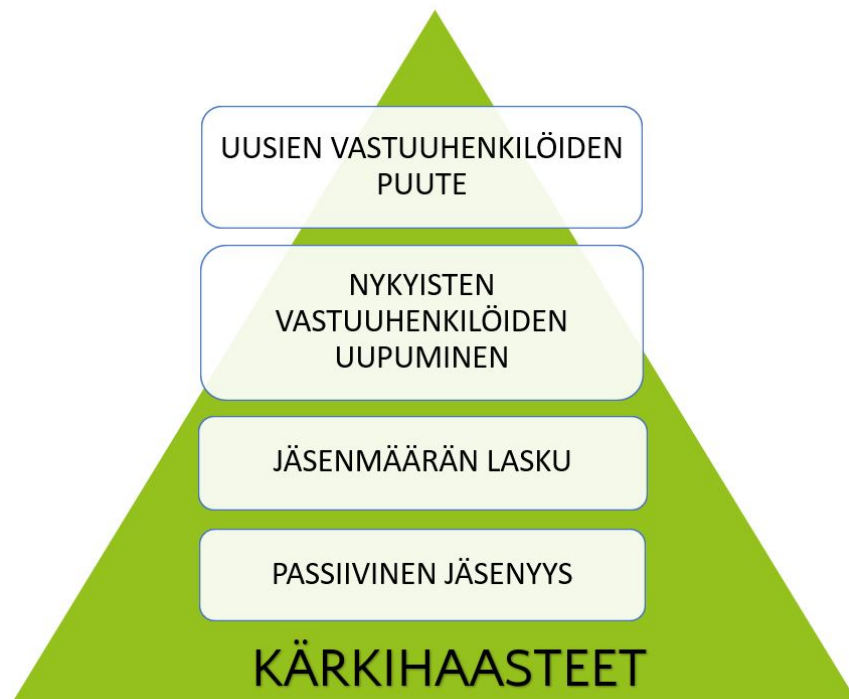 UUSIEN VASTUUHENKILÖIDEN
PUUTE
NYKYISTEN
VASTUUHENKILÖIDEN
UUPUMINEN
JÄSENMÄÄRÄN LASKU
PASSIIVINEN JÄSENYYS
KÄRKIHAASTEET